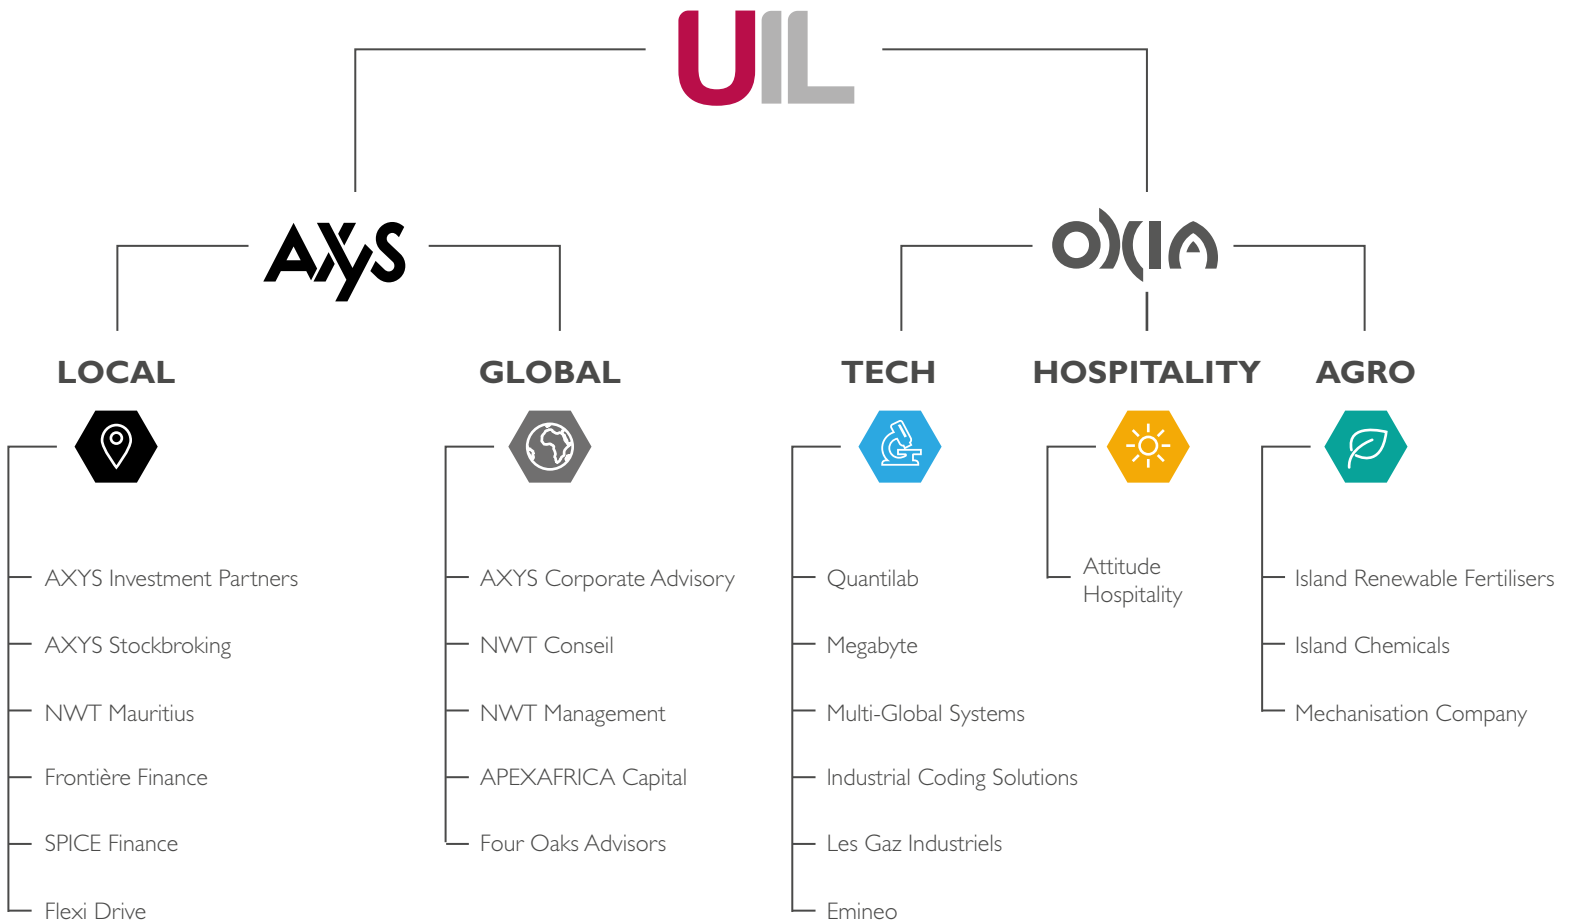 UIL
AXYS
OXIA
LOCAL
GLOBAL
TECH
HOSPITALITY
AGRO
AXYS Investment Partners
AXYS Stockbroking
NWT Mauritius
Frontière Finance
SPICE Finance
Flexi Drive
AXYS Corporate Advisory
NWT Conseil
NWT Management
APEXAFRICA Capital
Four Oaks Advisors
Quantilab
Megabyte
Multi-Global Systems
Industrial Coding Solutions
Les Gaz Industriels
Emineo
Attitude
Hospitality
Island Renewable Fertilisers
Island Chemicals
Mechanisation Company